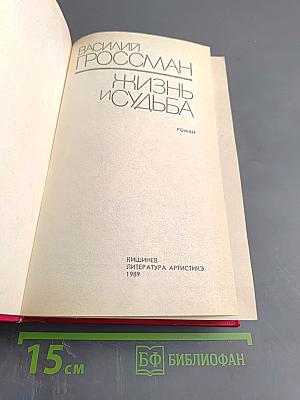 ВАСИЛИЙ
ГРОССМАН
ЖИЗНЬ
И СУДЬБА
РОМАН
КИШИНЕВ
ЛИТЕРАТУРА АРТИСТИКЭ
1989
15 см
БФ БИБЛИОФАН